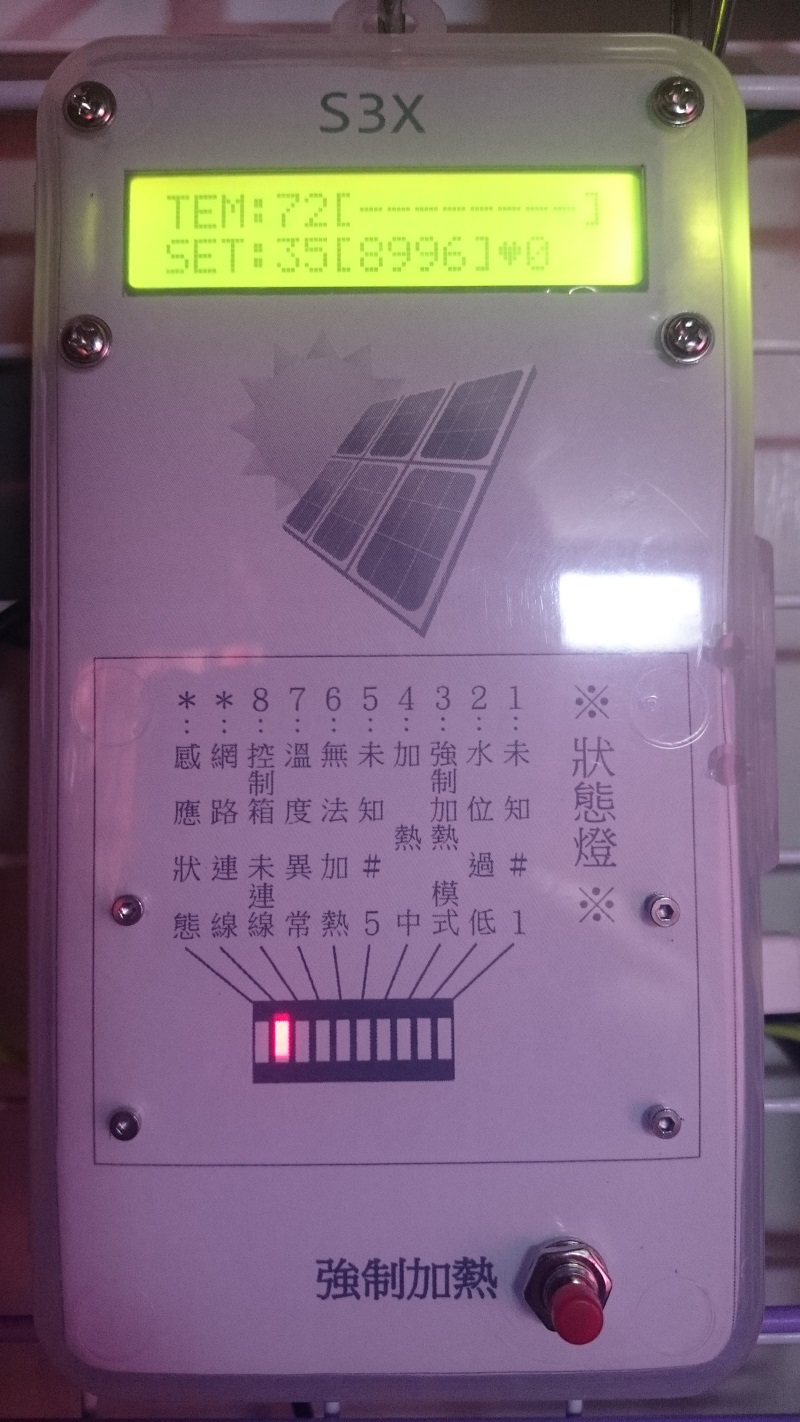 S3X
TEM:72[--------]
SET:35[8996]♥0
※狀態燈※
1:未知#1
2:水位過低
3:強制加熱模式
4:加熱中
5:未知#5
6:無法加熱
7:溫度異常
8:控制箱未連線
*:網路連線
*:感應狀態
強制加熱